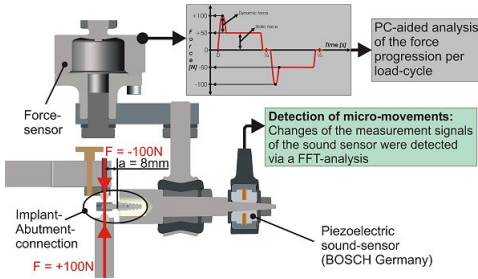 Force-
sensor
Force [N]
+100
+50
0
-50
-100
Dynamic force
Static force
Time [s]
PC-aided analysis
of the force
progression per
load-cycle
Detection of micro-movements:
Changes of the measurement signals
of the sound sensor were detected
via a FFT-analysis
F = -100N
la = 8mm
Implant-
Abutment-
connection
F = +100N
Piezoelectric
sound-sensor
(BOSCH Germany)